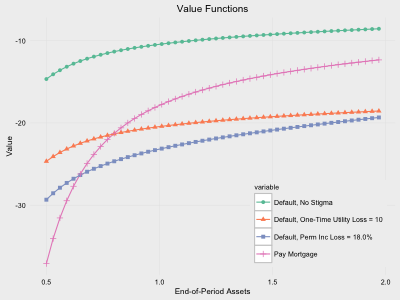 Value Functions
-10
-20
-30
Value
0.5
1.0
1.5
2.0
End-of-Period Assets
variable
Default, No Stigma
Default, One-Time Utility Loss = 10
Default, Perm Inc Loss = 18.0%
Pay Mortgage